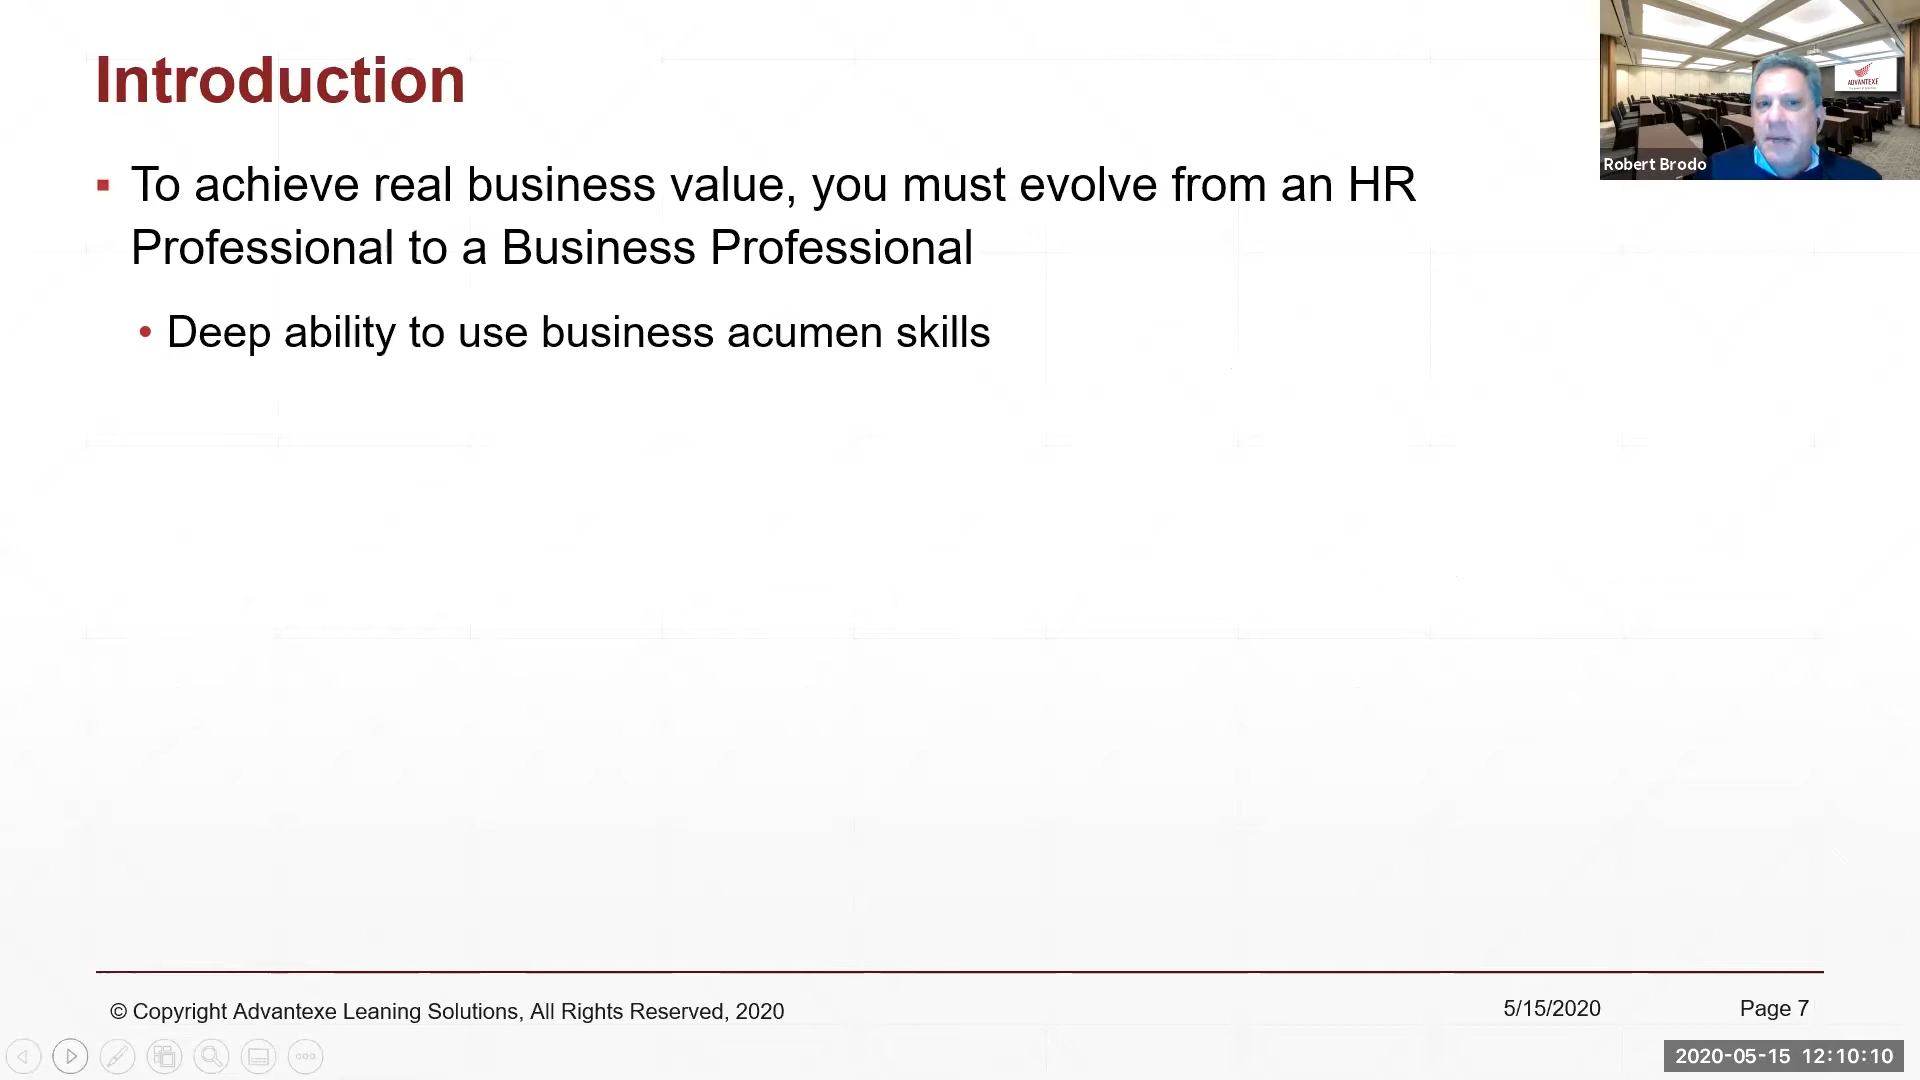 Introduction
▪ To achieve real business value, you must evolve from an HR
Professional to a Business Professional
• Deep ability to use business acumen skills
ADVANTEXE
Robert Brodo
© Copyright Advantexe Leaning Solutions, All Rights Reserved, 2020
5/15/2020
Page 7
2020-05-15 12:10:10